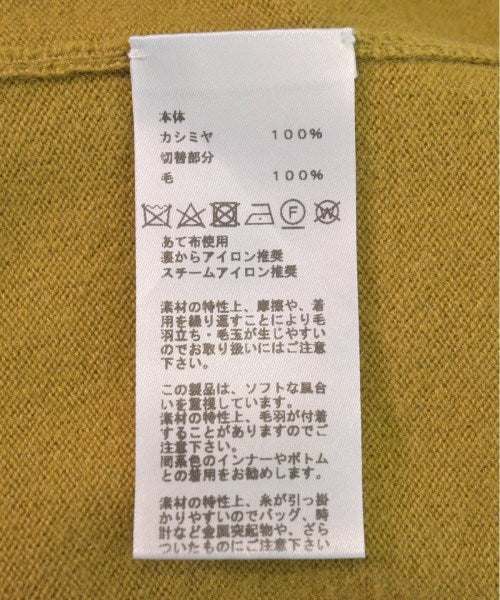 本体
カシミヤ 100%
切替部分
毛 100%
F W
あて布使用
裏からアイロン推奨
スチームアイロン推奨
素材の特性上、摩擦や、着
用を繰り返すことにより毛
羽立ち・毛玉が生じやすい
のでお取り扱いにはご注意
下さい。
この製品は、ソフトな風合
いを重視しています。
素材の特性上、毛羽が付着
することがありますのでご
注意下さい。
同系色のインナーやボトム
との着用をお勧めします。
素材の特性上、糸が引っ掛
かりやすいのでバッグ、時
計など金属突起物や、ざら
ついたものにご注意下さい